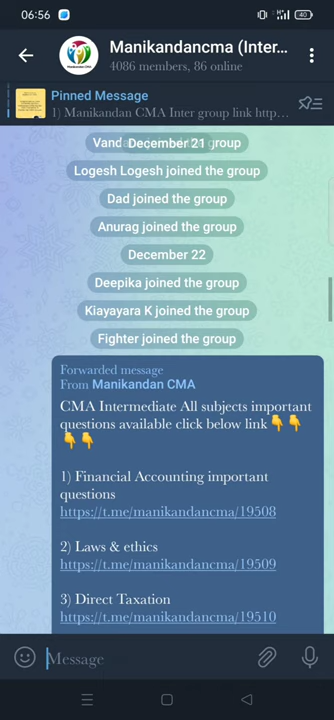 06:56
40
Manikandancma (Inter...
4086 members, 86 online
Pinned Message
1) Manikandan CMA Inter group link http...
December 21
group
Logesh Logesh joined the group
Dad joined the group
Anurag joined the group
December 22
Deepika joined the group
Kiayayara K joined the group
Fighter joined the group
Forwarded message
From Manikandan CMA
CMA Intermediate All subjects important
questions available click below link👇👇
👇👇
1) Financial Accounting important
questions
https://t.me/manikandancma/19508
2) Laws & ethics
https://t.me/manikandancma/19509
3) Direct Taxation
https://t.me/manikandancma/19510
Message